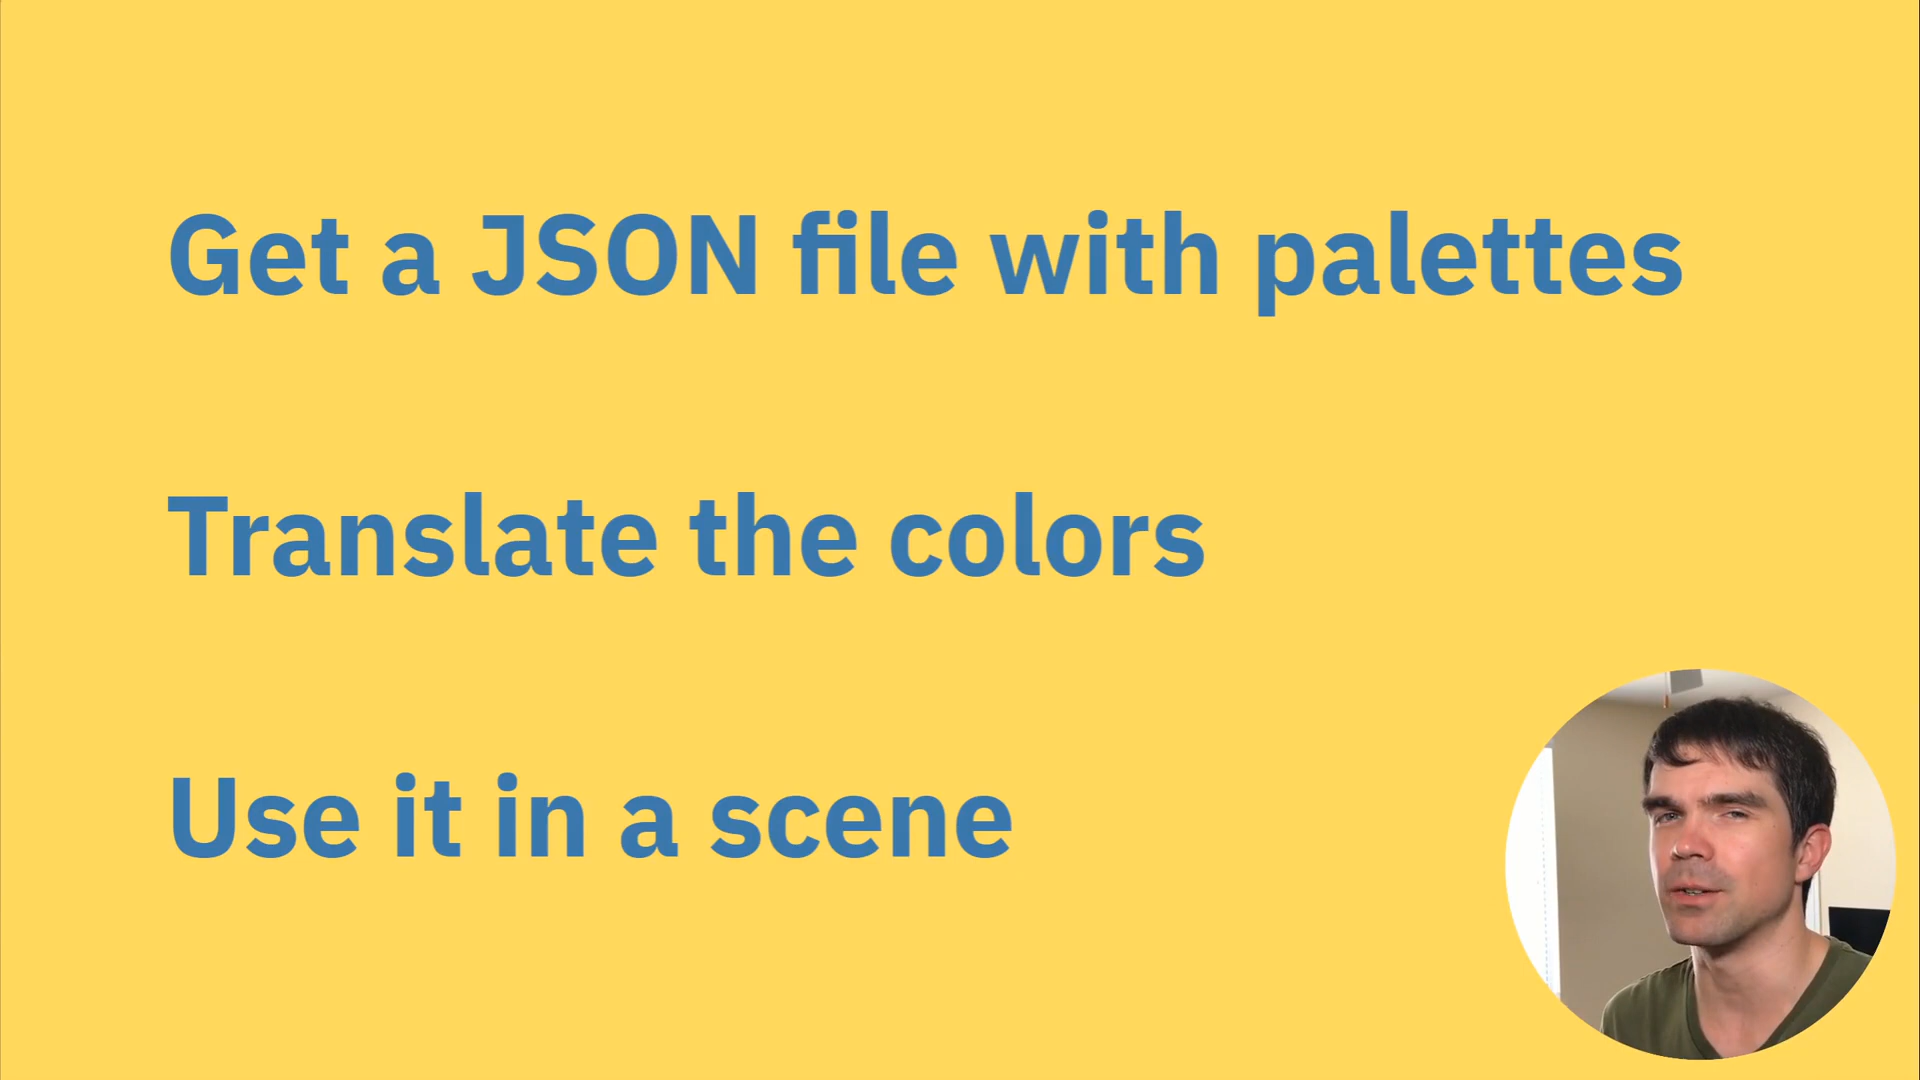 Get a JSON file with palettes
Translate the colors
Use it in a scene